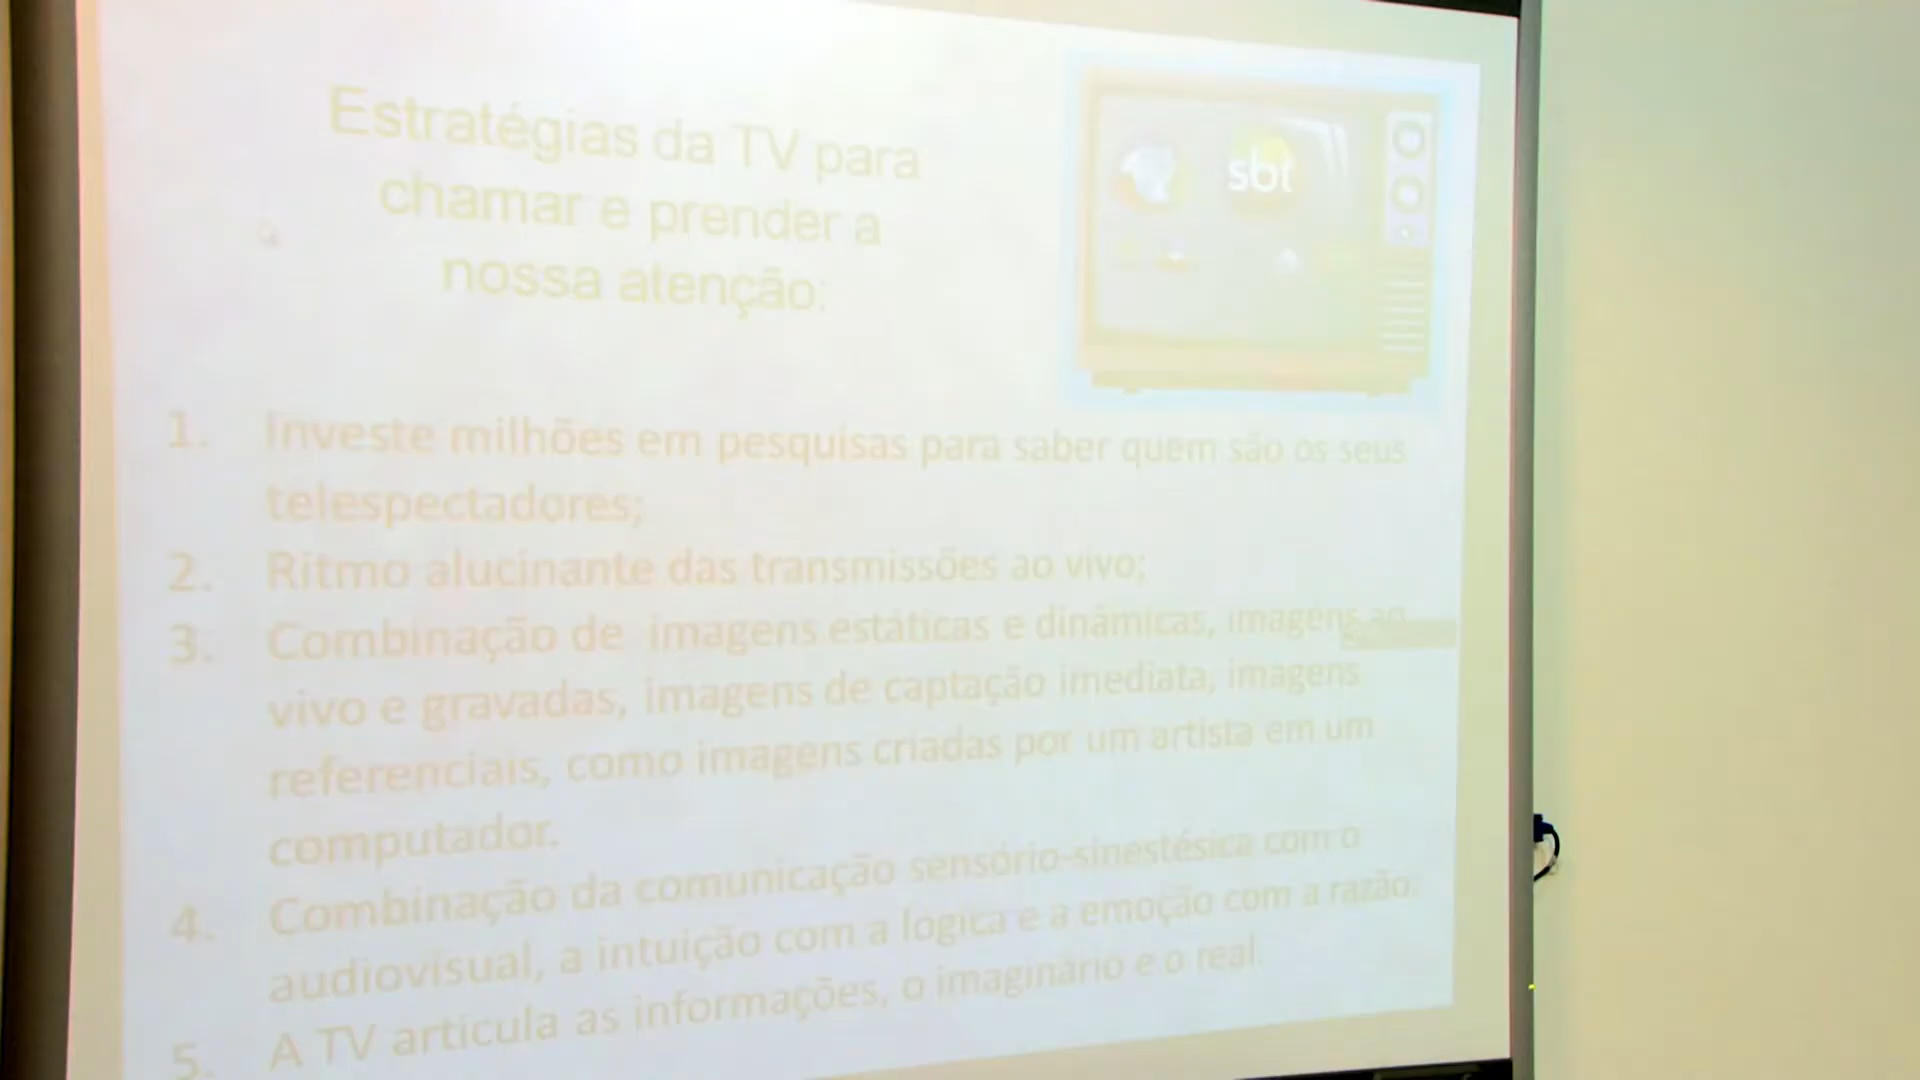 Estratégias da TV para
chamar e prender a
nossa atenção:
sbt
1. Investe milhões em pesquisas para saber quem são os seus
telespectadores;
2. Ritmo alucinante das transmissões ao vivo;
3. Combinação de imagens estáticas e dinâmicas, imagens ao
vivo e gravadas, imagens de captação imediata, imagens
referenciais, como imagens criadas por um artista em um
computador.
4. Combinação da comunicação sensório-sinestésica com o
audiovisual, a intuição com a lógica e a emoção com a razão.
5. A TV articula as informações, o imaginário e o real.